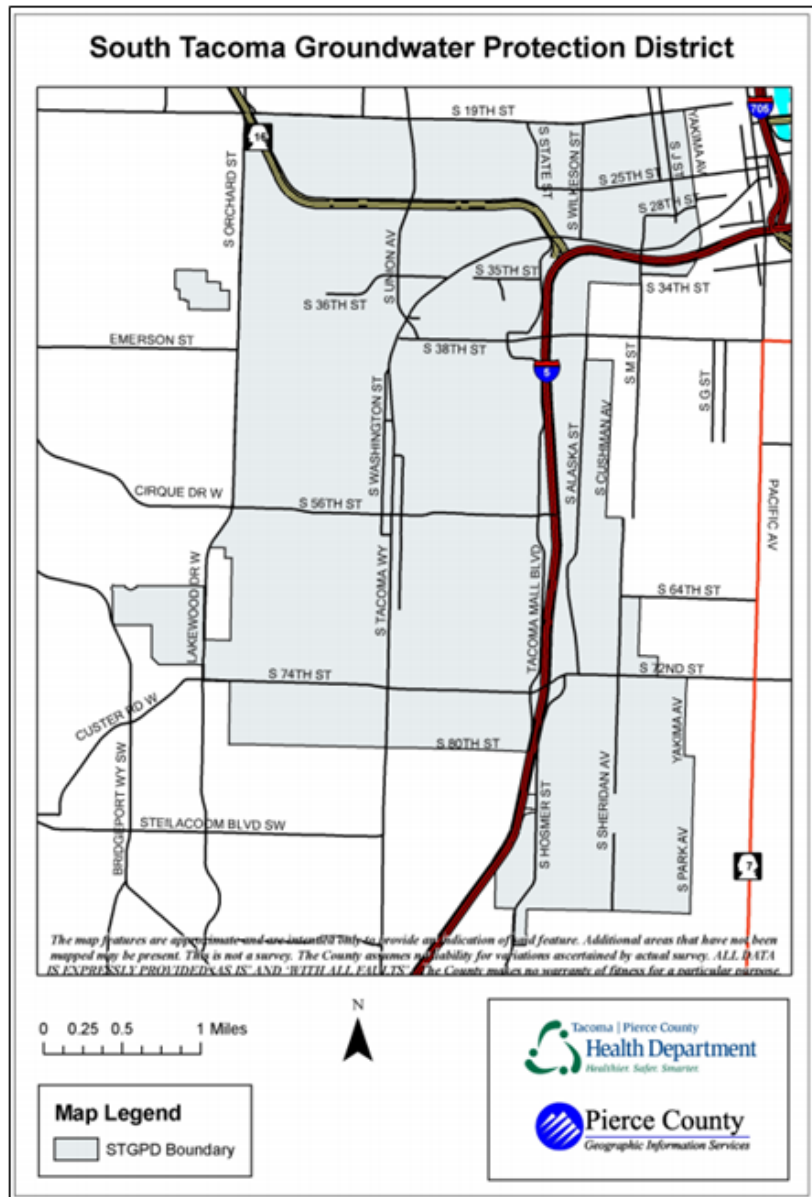 South Tacoma Groundwater Protection District
705
S 19TH ST
16
S STATE ST
S WILKESON ST
S J ST
YAKIMA AV
S 25TH ST
S ORCHARD ST
S 28TH ST
S UNION AV
S 35TH ST
S 34TH ST
S 36TH ST
EMERSON ST
S 38TH ST
S M ST
S G ST
5
S WASHINGTON ST
S ALASKA ST
S CUSHMAN AV
CIRQUE DR W
S 56TH ST
PACIFIC AV
LAKEWOOD DR W
S TACOMA WY
TACOMA MALL BLVD
S 64TH ST
S 74TH ST
S 72ND ST
CUSTER RD W
YAKIMA AV
S 80TH ST
BRIDGEPORT WY SW
STEILACOOM BLVD SW
S HOSMER ST
S SHERIDAN AV
S PARK AV
7
The map features are approximate and are intended only to provide an indication of said feature. Additional areas that have not been
mapped may be present. This is not a survey. The County assumes no liability for variations ascertained by actual survey. ALL DATA
IS EXPRESSLY PROVIDED 'AS IS' AND 'WITH ALL FAULTS'. The County makes no warranty of fitness for a particular purpose.
N
0 0.25 0.5 1 Miles
Tacoma | Pierce County
Health Department
Healthier. Safer. Smarter.
Map Legend
STGPD Boundary
Pierce County
Geographic Information Services